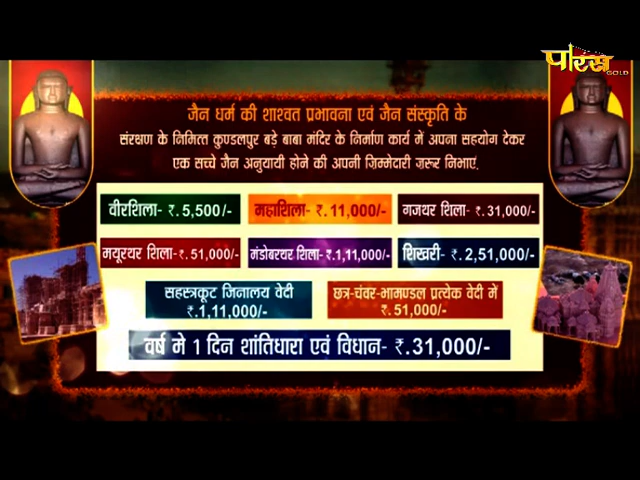 पारस
GOLD
जैन धर्म की शाश्वत प्रभावना एवं जैन संस्कृति के
संरक्षण के निमित्त कुण्डलपुर बड़े बाबा मंदिर के निर्माण कार्य में अपना सहयोग देकर
एक सच्चे जैन अनुयायी होने की अपनी ज़िम्मेदारी ज़रुर निभाएं.
वीरशिला- ₹. 5,500/- महाशिला- ₹. 11,000/- गजथर शिला- ₹.31,000/-
मयूरथर शिला-₹. 51,000/- मंडोबरथर शिला- ₹.1,11,000/- शिखरी- ₹. 2,51,000/-
सहस्त्रकूट जिनालय वेदी छत्र-चंवर-भामण्डल प्रत्येक वेदी में
₹.1,11,000/- ₹. 51,000/-
वर्ष मे 1 दिन शांतिधारा एवं विधान- ₹.31,000/-